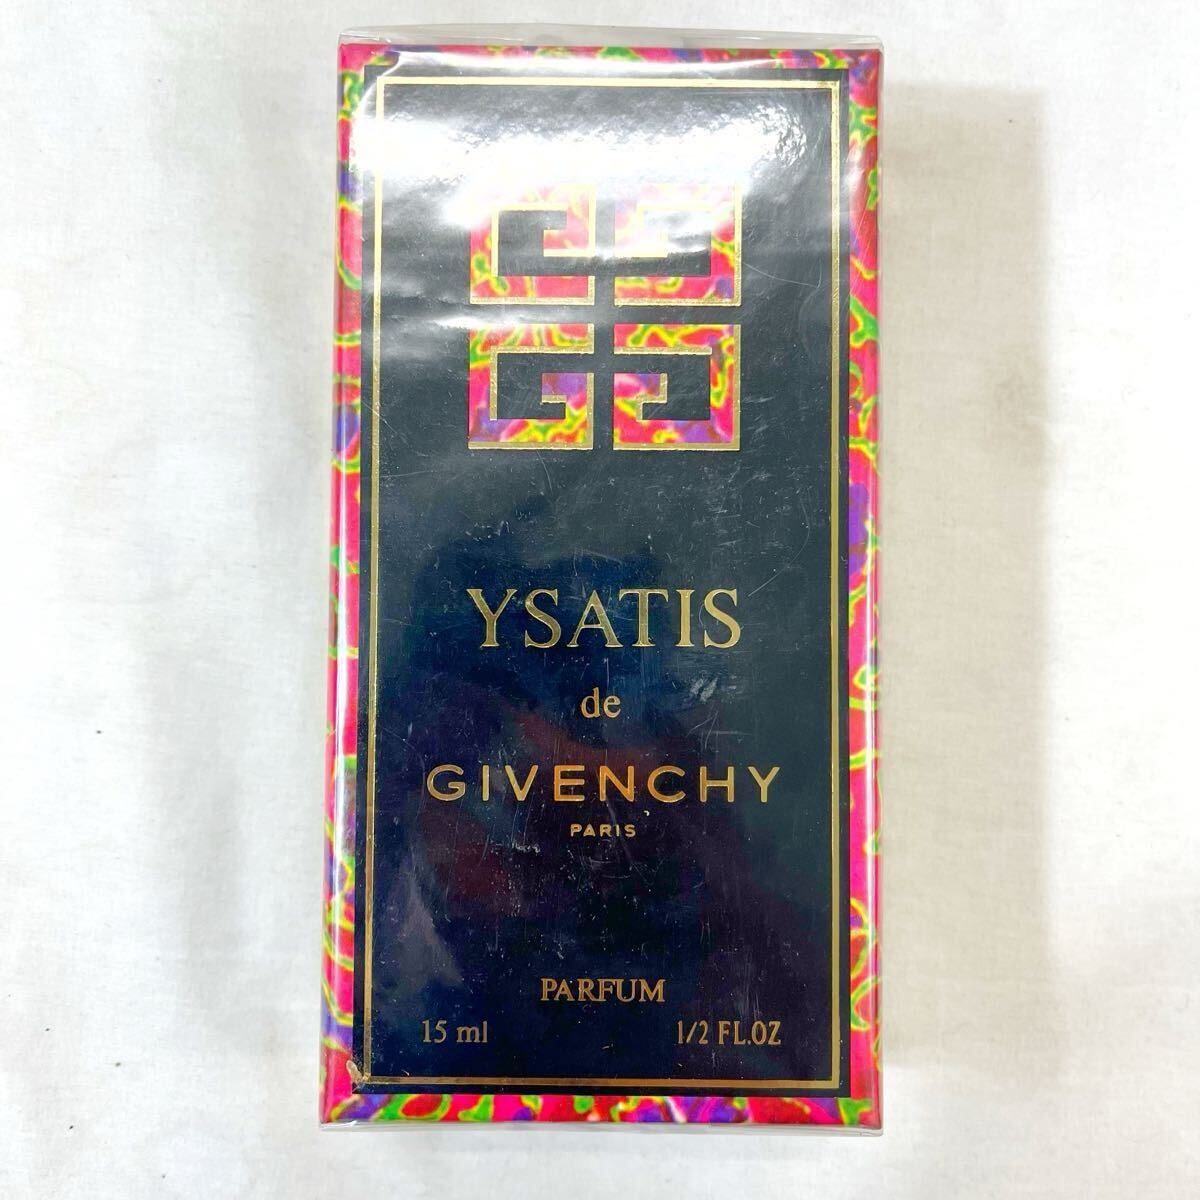 YSATIS
de
GIVENCHY
PARIS
PARFUM
15 ml 1/2 FL.OZ